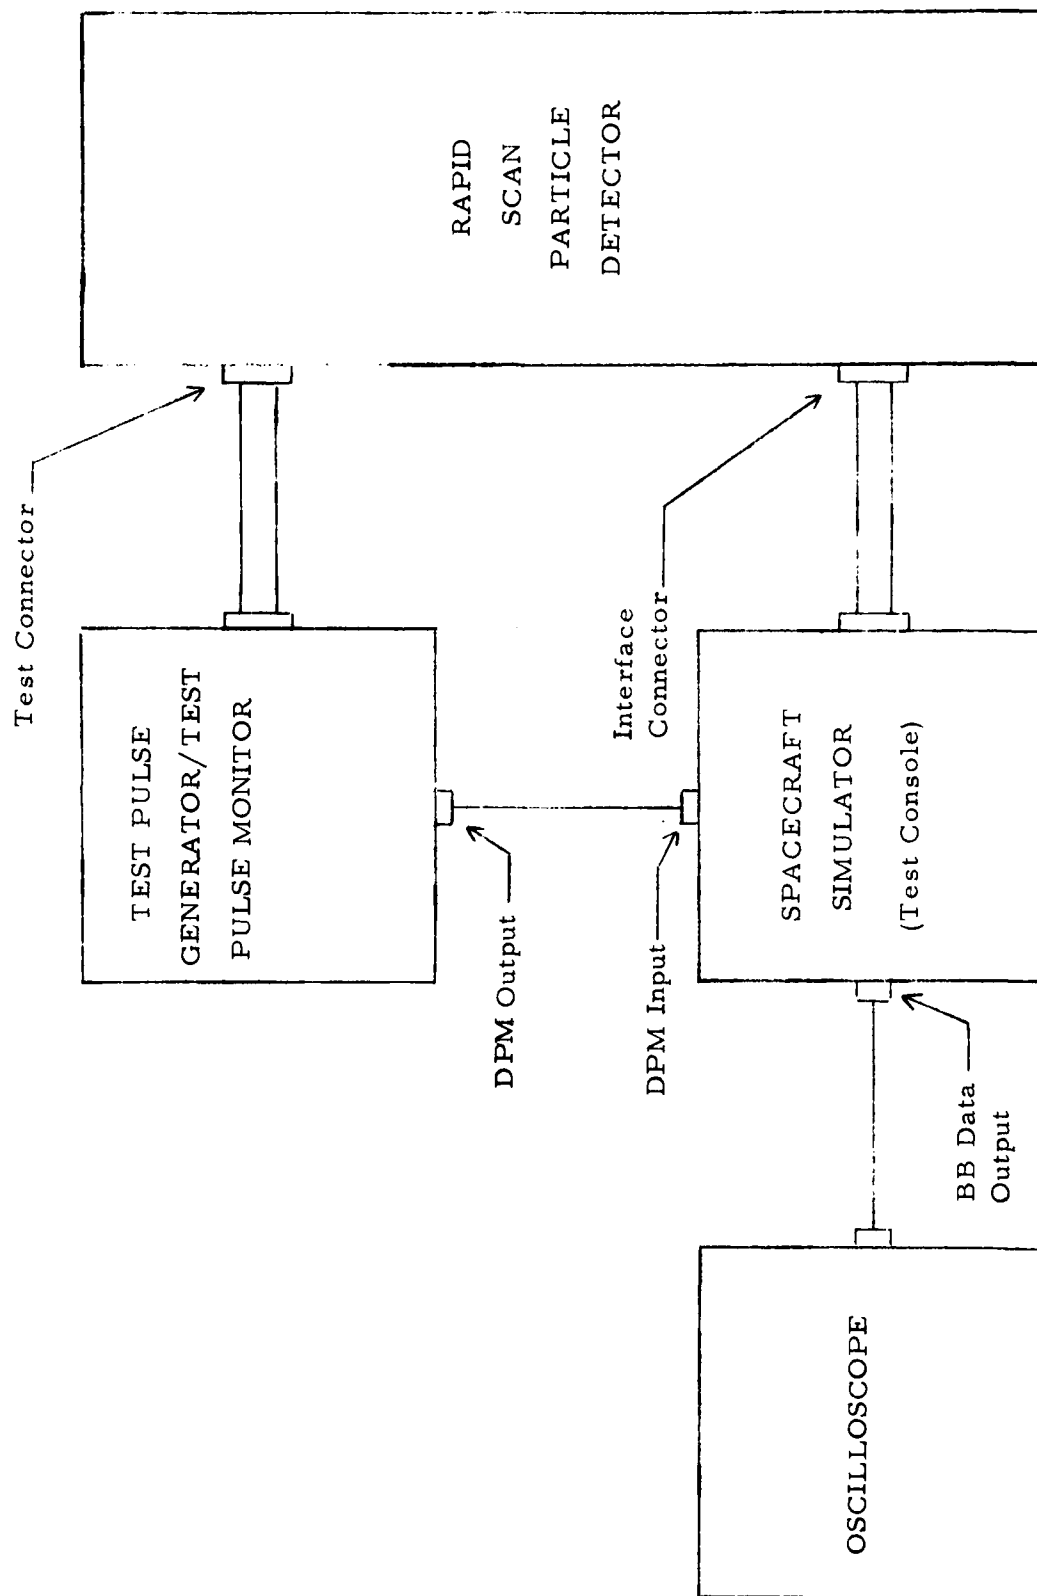 Test Connector
TEST PULSE
GENERATOR/TEST
PULSE MONITOR
RAPID
SCAN
PARTICLE
DETECTOR
DPM Output
DPM Input
Interface
Connector
SPACECRAFT
SIMULATOR
(Test Console)
BB Data
Output
OSCILLOSCOPE